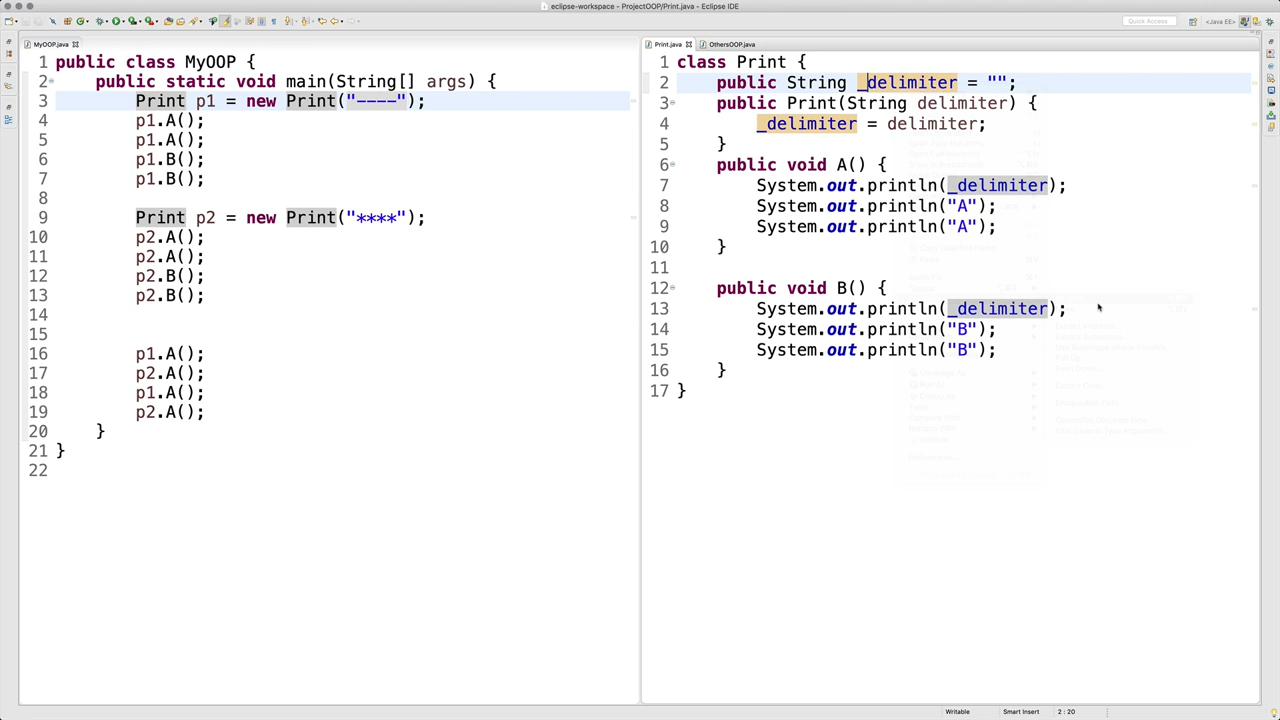 eclipse-workspace - ProjectOOP/Print.java - Eclipse IDE
Quick Access
<Java EE>
MyOOP.java
1 public class MyOOP {
2 public static void main(String[] args) {
3 Print p1 = new Print("----");
4 p1.A();
5 p1.A();
6 p1.B();
7 p1.B();
8
9 Print p2 = new Print("****");
10 p2.A();
11 p2.A();
12 p2.B();
13 p2.B();
14
15
16 p1.A();
17 p2.A();
18 p1.A();
19 p2.A();
20 }
21 }
22
Print.java
OthersOOP.java
1 class Print {
2 public String _delimiter = "";
3 public Print(String delimiter) {
4 _delimiter = delimiter;
5 }
6 public void A() {
7 System.out.println(_delimiter);
8 System.out.println("A");
9 System.out.println("A");
10 }
11
12 public void B() {
13 System.out.println(_delimiter);
14 System.out.println("B");
15 System.out.println("B");
16 }
17 }
Writable
Smart Insert
2 : 20